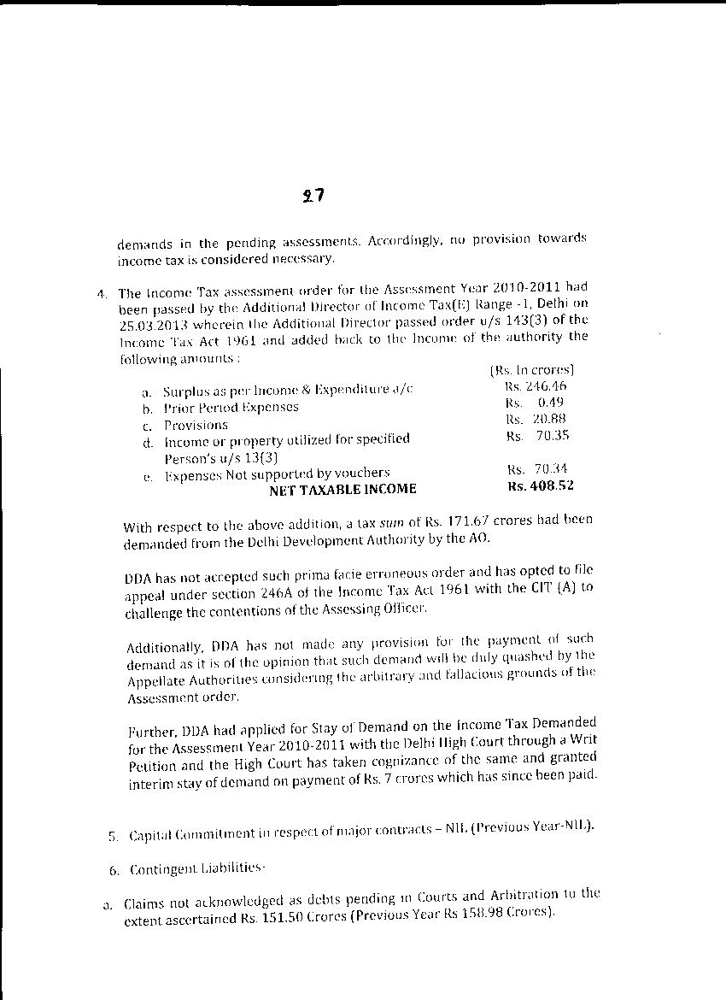 27
demands in the pending assessments. Accordingly, no provision towards
income tax is considered necessary.
4. The Income Tax assessment order for the Assessment Year 2010-2011 had
been passed by the Additional Director of Income Tax(E) Range -1, Delhi on
25.03.2013 wherein the Additional Director passed order u/s 143(3) of the
Income Tax Act 1961 and added back to the Income of the authority the
following amounts :
(Rs. In crores)
a. Surplus as per Income & Expenditure a/c Rs. 246.46
b. Prior Period Expenses Rs. 0.49
c. Provisions Rs. 20.88
d. Income or property utilized for specified Rs. 70.35
Person's u/s 13(3)
e. Expenses Not supported by vouchers Rs. 70.34
NET TAXABLE INCOME Rs. 408.52
With respect to the above addition, a tax sum of Rs. 171.67 crores had been
demanded from the Delhi Development Authority by the AO.
DDA has not accepted such prima facie erroneous order and has opted to file
appeal under section 246A of the Income Tax Act 1961 with the CIT (A) to
challenge the contentions of the Assessing Officer.
Additionally, DDA has not made any provision for the payment of such
demand as it is of the opinion that such demand will be duly quashed by the
Appellate Authorities considering the arbitrary and fallacious grounds of the
Assessment order.
Further, DDA had applied for Stay of Demand on the Income Tax Demanded
for the Assessment Year 2010-2011 with the Delhi High Court through a Writ
Petition and the High Court has taken cognizance of the same and granted
interim stay of demand on payment of Rs. 7 crores which has since been paid.
5. Capital Commitment in respect of major contracts – NIL (Previous Year-NIL).
6. Contingent Liabilities-
a. Claims not acknowledged as debts pending in Courts and Arbitration to the
extent ascertained Rs. 151.50 Crores (Previous Year Rs 158.98 Crores).